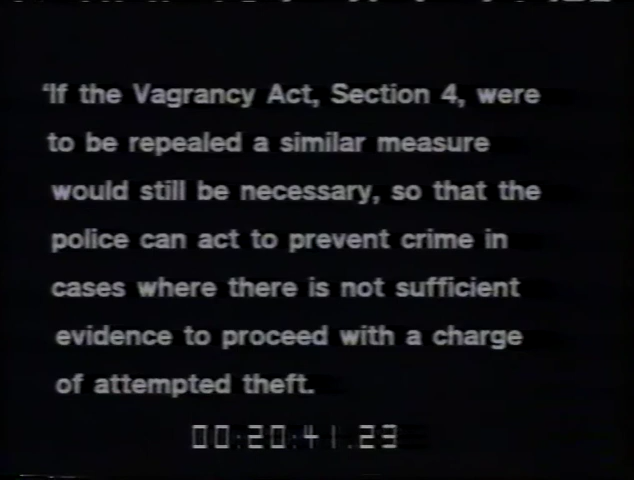 ‘If the Vagrancy Act, Section 4, were
to be repealed a similar measure
would still be necessary, so that the
police can act to prevent crime in
cases where there is not sufficient
evidence to proceed with a charge
of attempted theft.
00:20:41.23